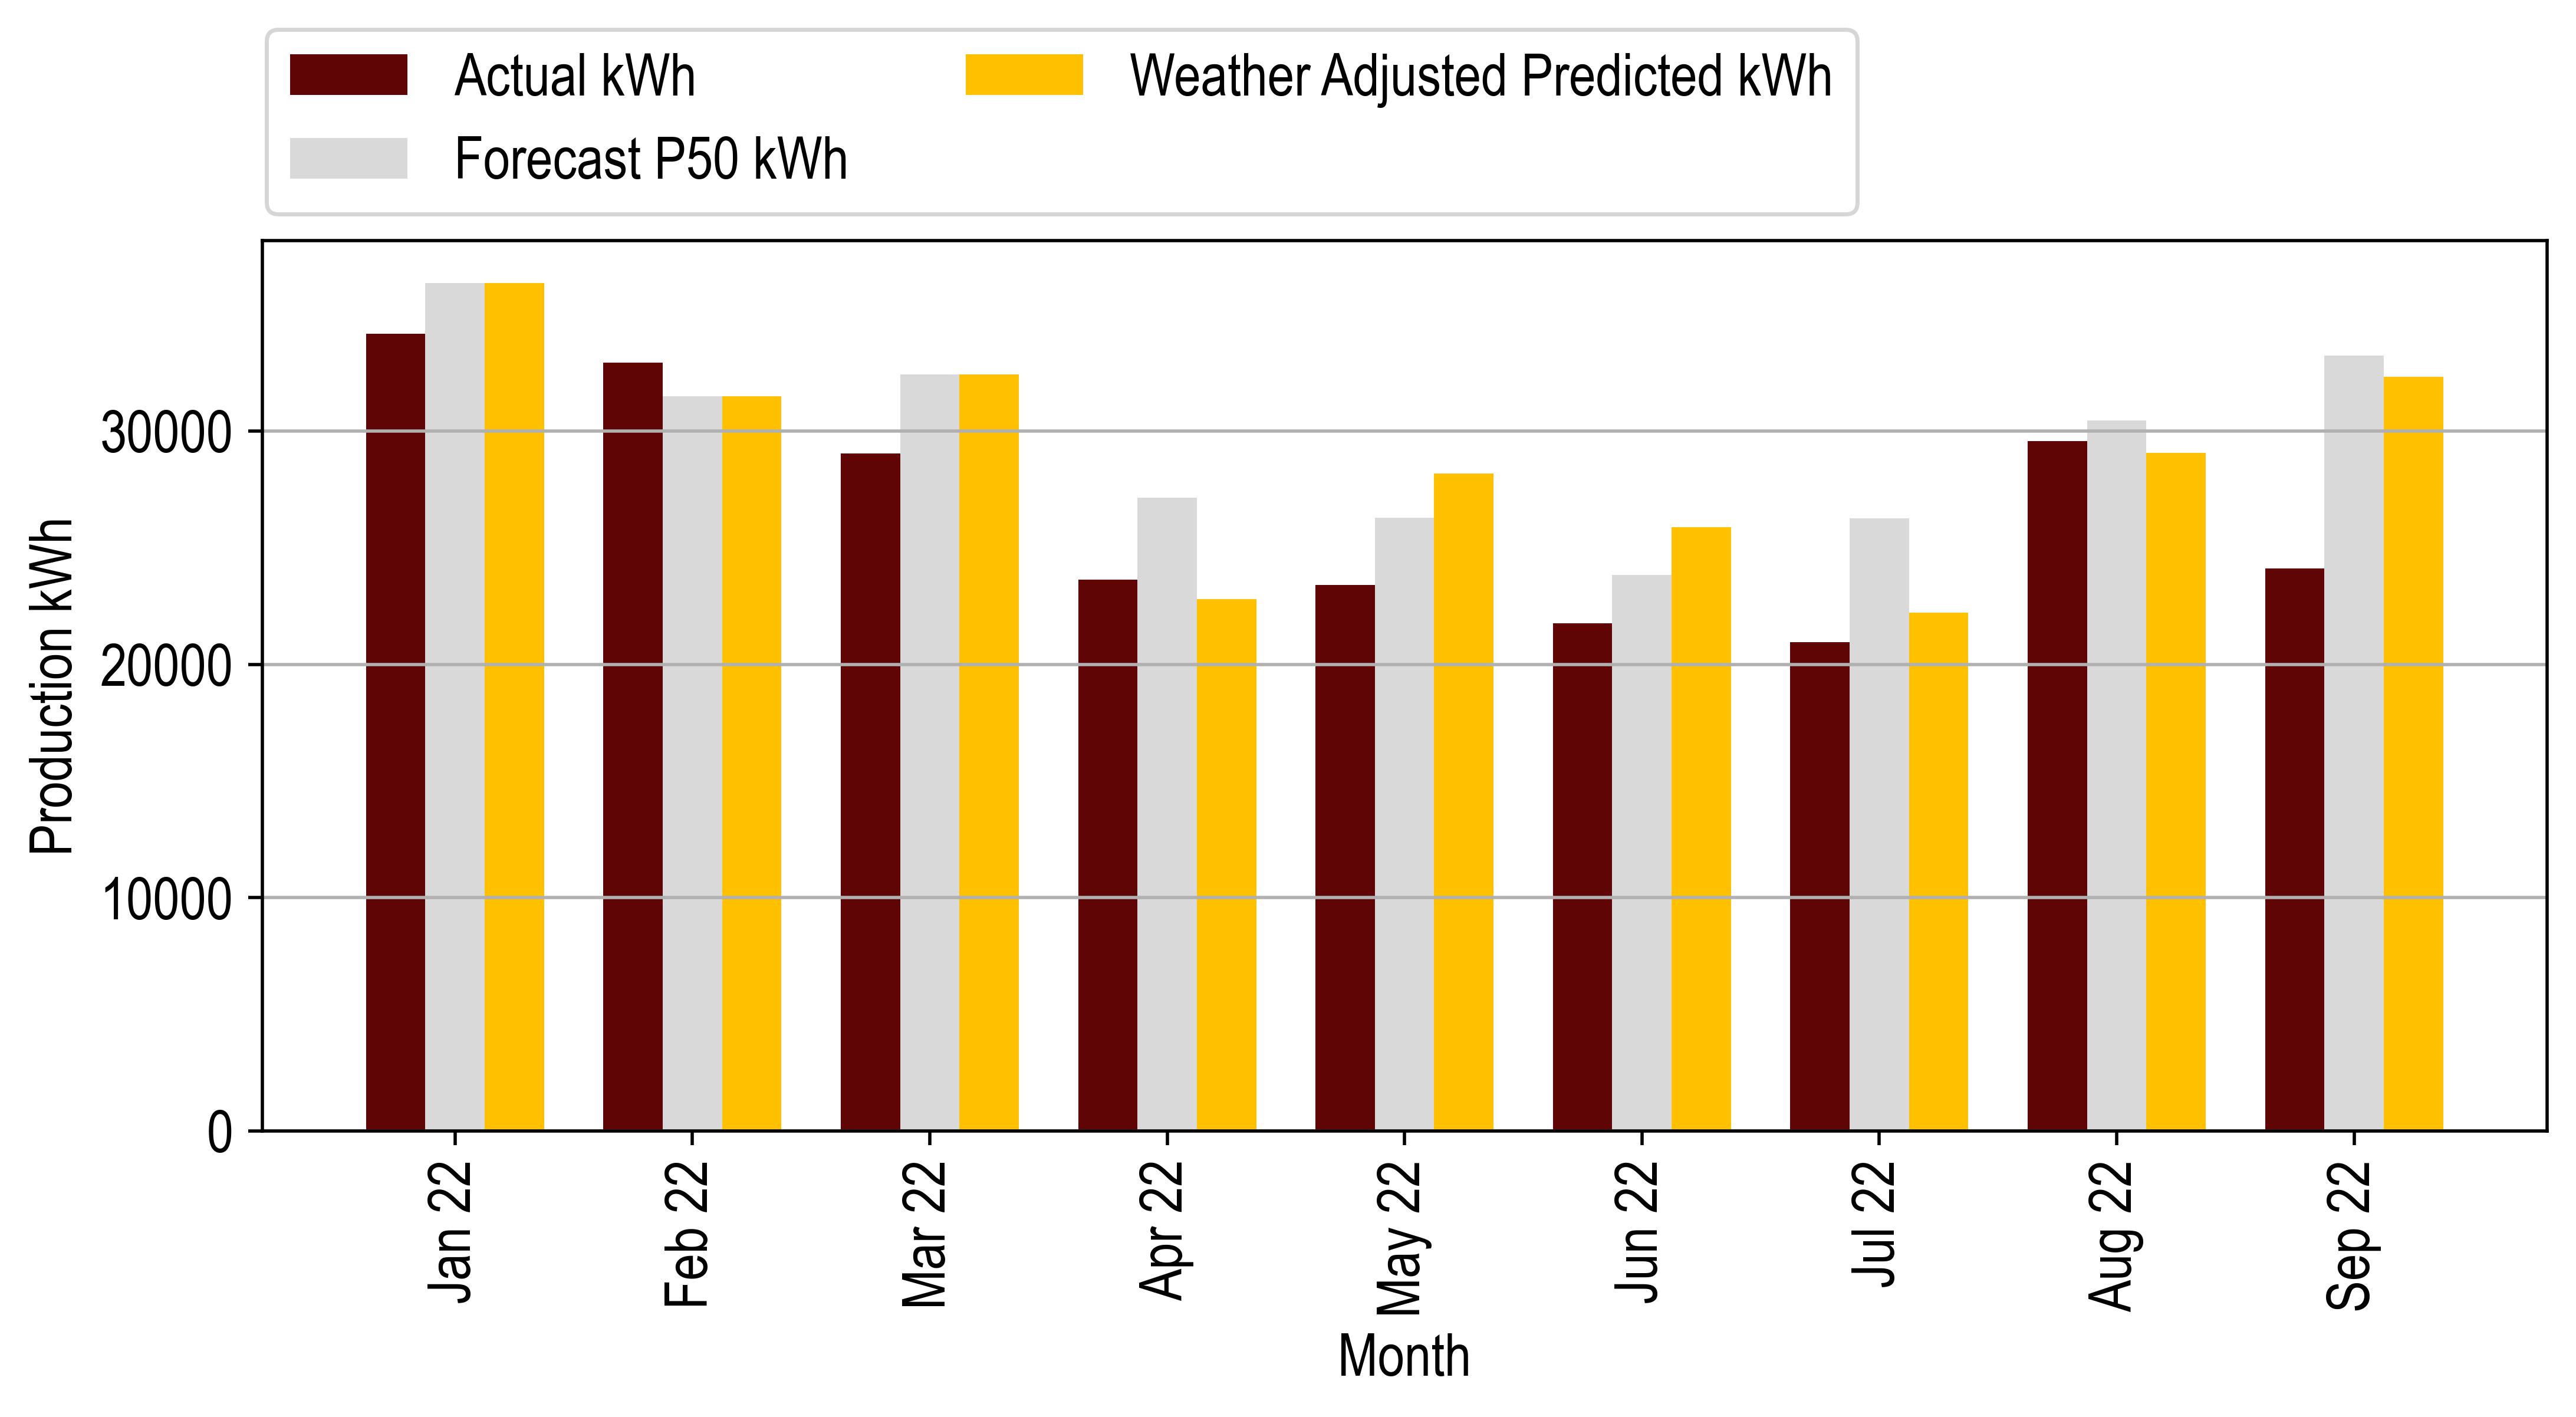 Actual kWh
Forecast P50 kWh
Weather Adjusted Predicted kWh
Production kWh
30000
20000
10000
0
Jan 22
Feb 22
Mar 22
Apr 22
May 22
Jun 22
Jul 22
Aug 22
Sep 22
Month